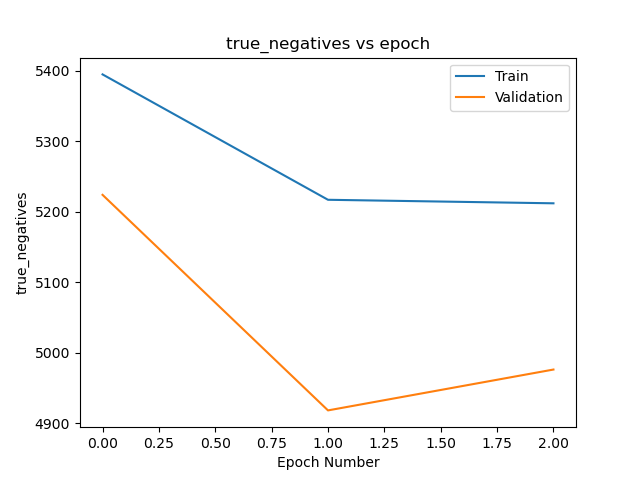 true_negatives vs epoch
Train
Validation
5400
5300
5200
5100
5000
4900
true_negatives
0.00 0.25 0.50 0.75 1.00 1.25 1.50 1.75 2.00
Epoch Number